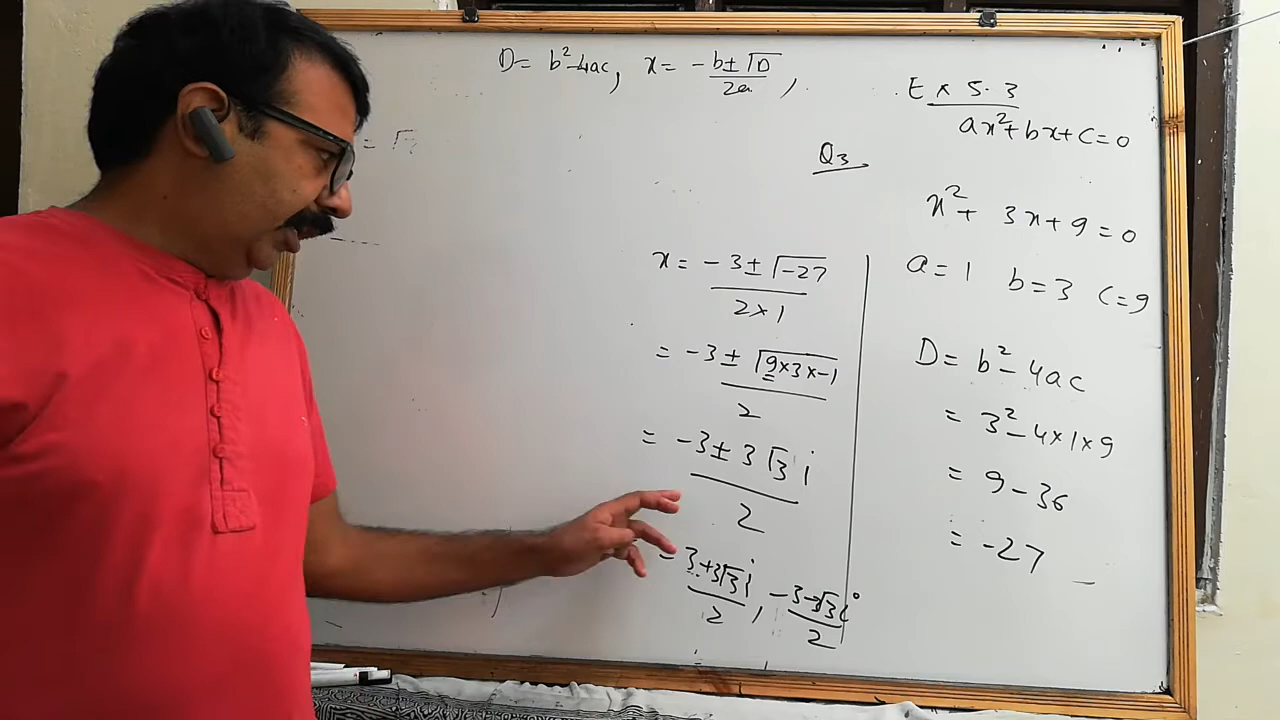 D = b²-4ac, x = -b±√D/2a,
Ex 5.3
ax²+bx+c=0
Q3
x²+ 3x+9=0
a=1 b=3 c=9
D= b²-4ac
= 3²-4×1×9
= 9-36
= -27
x = -3±√-27/2×1
= -3±√9×3×-1/2
= -3±3√3 i/2
= 3+3√3 i/2, -3-3√3 i/2